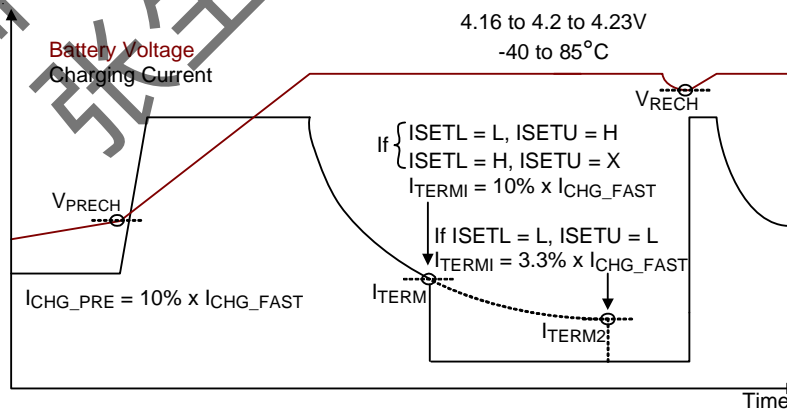 4.16 to 4.2 to 4.23V
-40 to 85°C
Battery Voltage
Charging Current
VRECH
If { ISETL = L, ISETU = H
ISETL = H, ISETU = X
ITERMI = 10% x ICHG_FAST
VPRECH
If ISETL = L, ISETU = L
ITERMI = 3.3% x ICHG_FAST
ICHG_PRE = 10% x ICHG_FAST
ITERM
ITERM2
Time
张